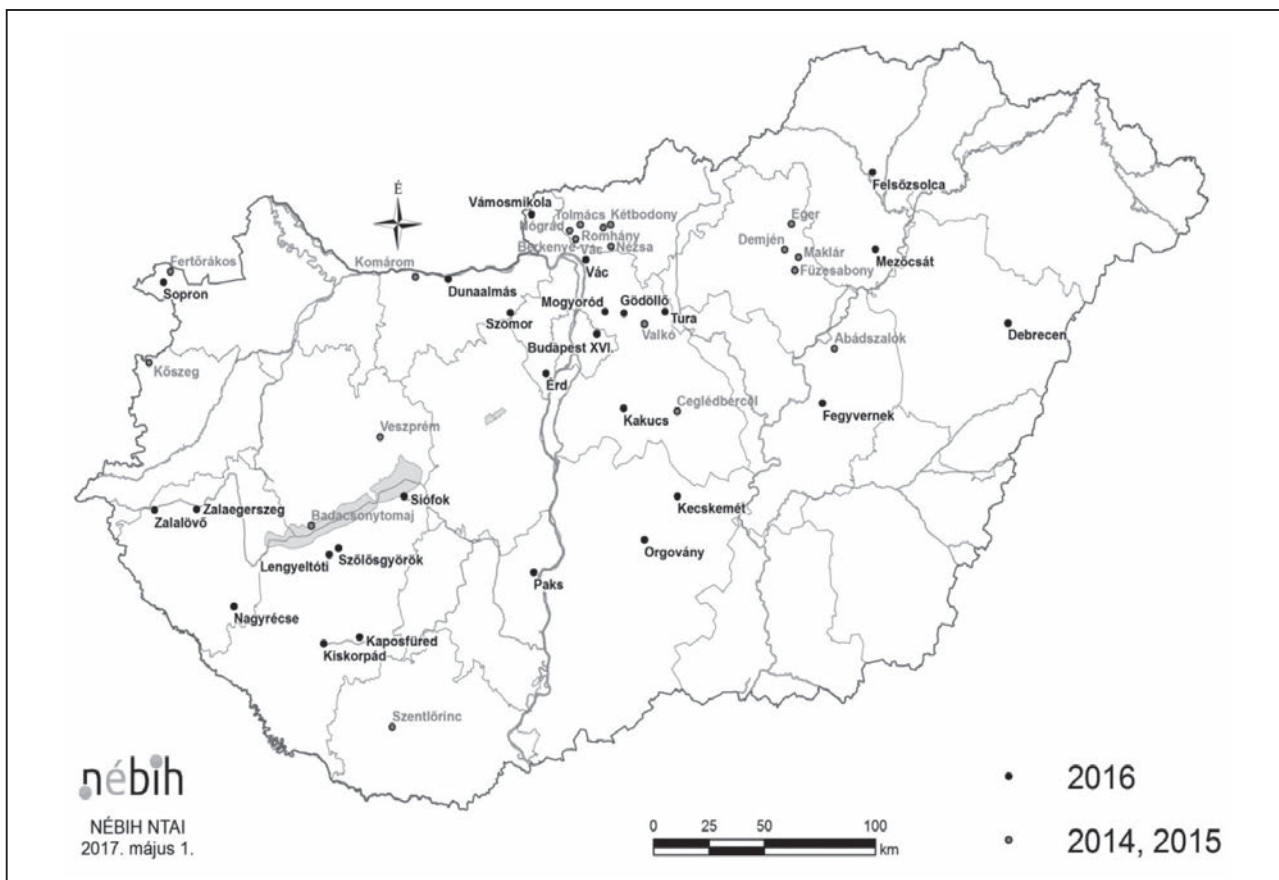 É
Vámosmikola
Tolmács
Kétbodony
Nógrád
Romhány
Berkenye
Nézsa
Vác
Vác
Felsőzsolca
Eger
Demjén
Maklár
Füzesabony
Mezőcsát
Fertőrákos
Sopron
Komárom
Dunaalmás
Mogyoród
Gödöllő
Tura
Szomor
Valkó
Budapest XVI.
Debrecen
Abádszalók
Kőszeg
Érd
Ceglédbercel
Kakucs
Fegyvernek
Veszprém
Siófok
Kecskemét
Zalalövő
Zalaegerszeg
Badacsonytomaj
Orgovány
Szőlősgyörök
Lengyeltóti
Paks
Nagyrécse
Kaposfüred
Kiskorpád
Szentlőrinc
nébih
NÉBIH NTAI
2017. május 1.
0 25 50 100
km
2016
2014, 2015